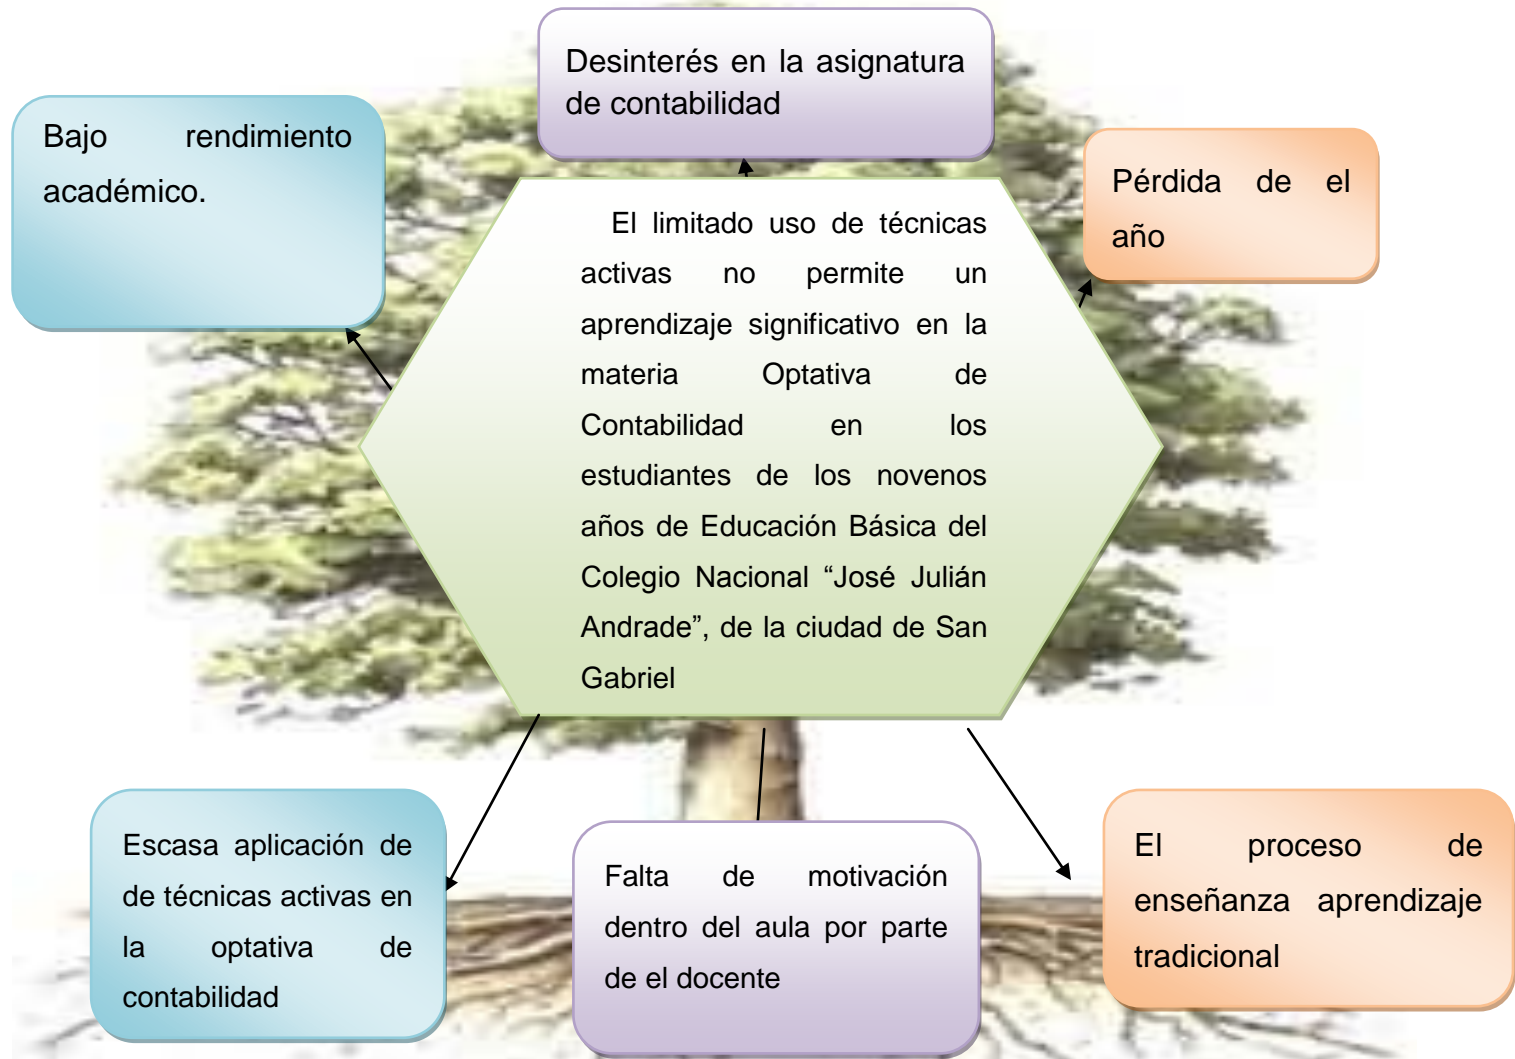 Desinterés en la asignatura
de contabilidad
Bajo rendimiento
académico.
Pérdida de el
año
El limitado uso de técnicas
activas no permite un
aprendizaje significativo en la
materia Optativa de
Contabilidad en los
estudiantes de los novenos
años de Educación Básica del
Colegio Nacional “José Julián
Andrade”, de la ciudad de San
Gabriel
Escasa aplicación de
de técnicas activas en
la optativa de
contabilidad
Falta de motivación
dentro del aula por parte
de el docente
El proceso de
enseñanza aprendizaje
tradicional